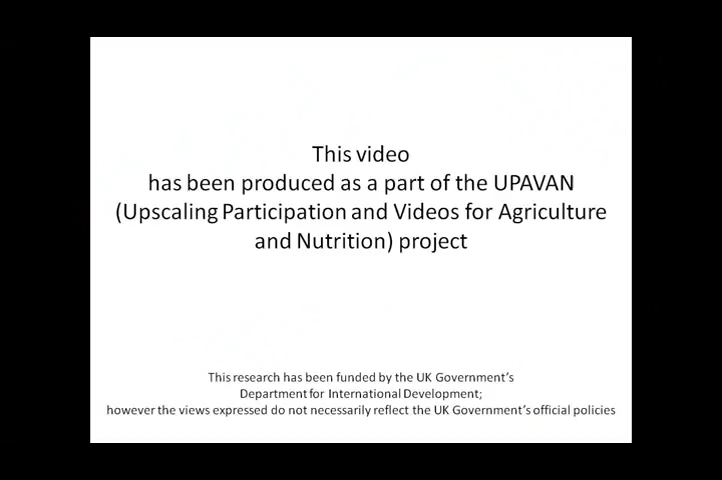 This video
has been produced as a part of the UPAVAN
(Upscaling Participation and Videos for Agriculture
and Nutrition) project
This research has been funded by the UK Government's
Department for International Development;
however the views expressed do not necessarily reflect the UK Government's official policies